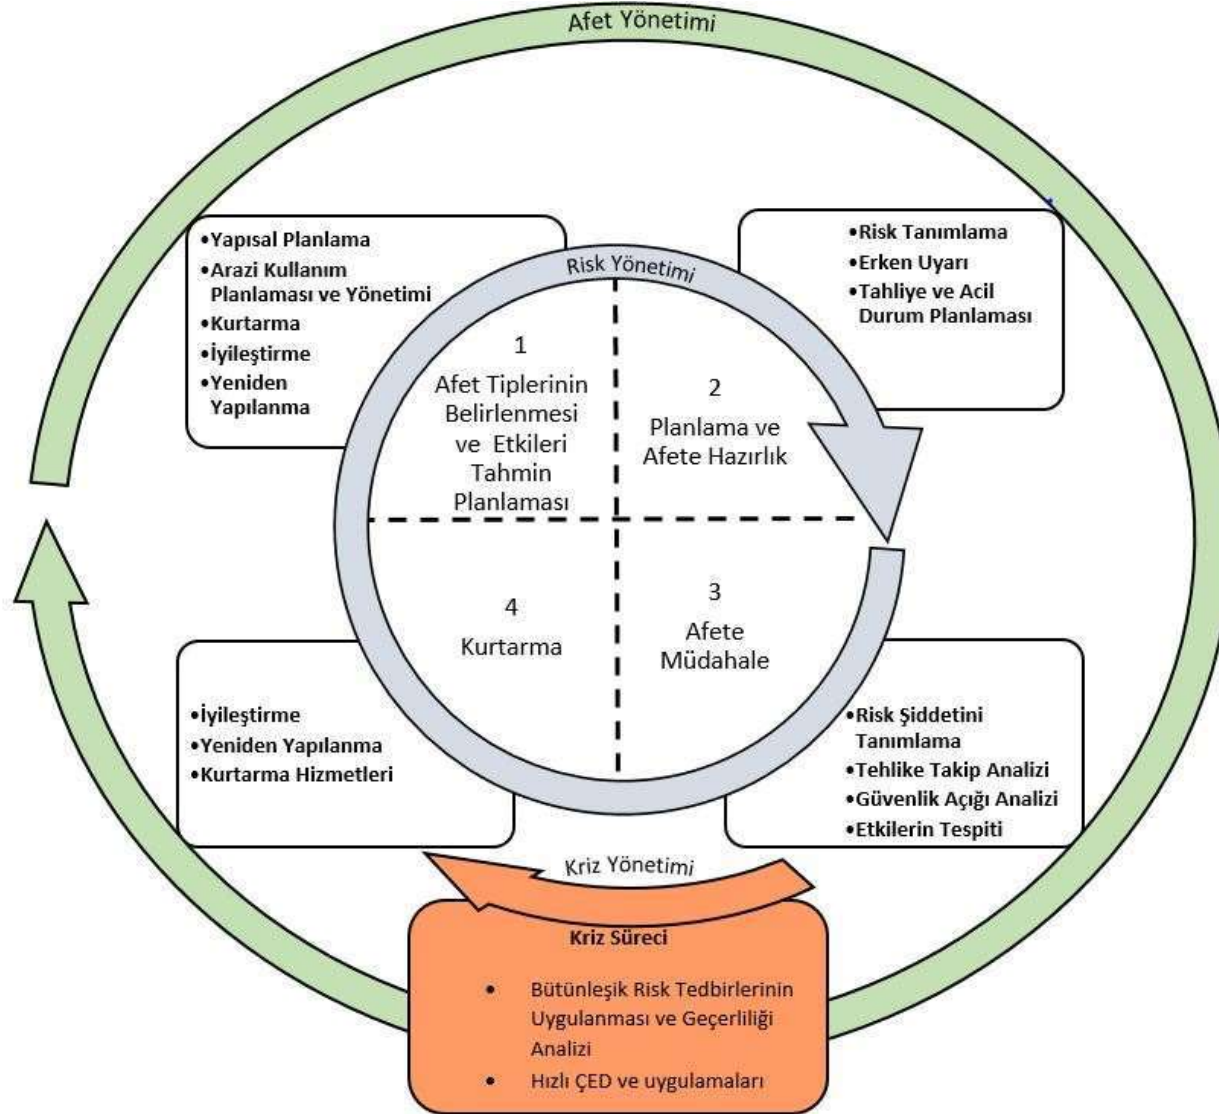 Afet Yönetimi
•Yapısal Planlama
•Arazi Kullanım
Planlaması ve Yönetimi
•Kurtarma
•İyileştirme
•Yeniden
Yapılanma
•Risk Tanımlama
•Erken Uyarı
•Tahliye ve Acil
Durum Planlaması
Risk Yönetimi
1
Afet Tiplerinin
Belirlenmesi
ve Etkileri
Tahmin
Planlaması
2
Planlama ve
Afete Hazırlık
3
Afete
Müdahale
4
Kurtarma
•İyileştirme
•Yeniden Yapılanma
•Kurtarma Hizmetleri
•Risk Şiddetini
Tanımlama
•Tehlike Takip Analizi
•Güvenlik Açığı Analizi
•Etkilerin Tespiti
Kriz Yönetimi
Kriz Süreci
• Bütünleşik Risk Tedbirlerinin
Uygulanması ve Geçerliliği
Analizi
• Hızlı ÇED ve uygulamaları